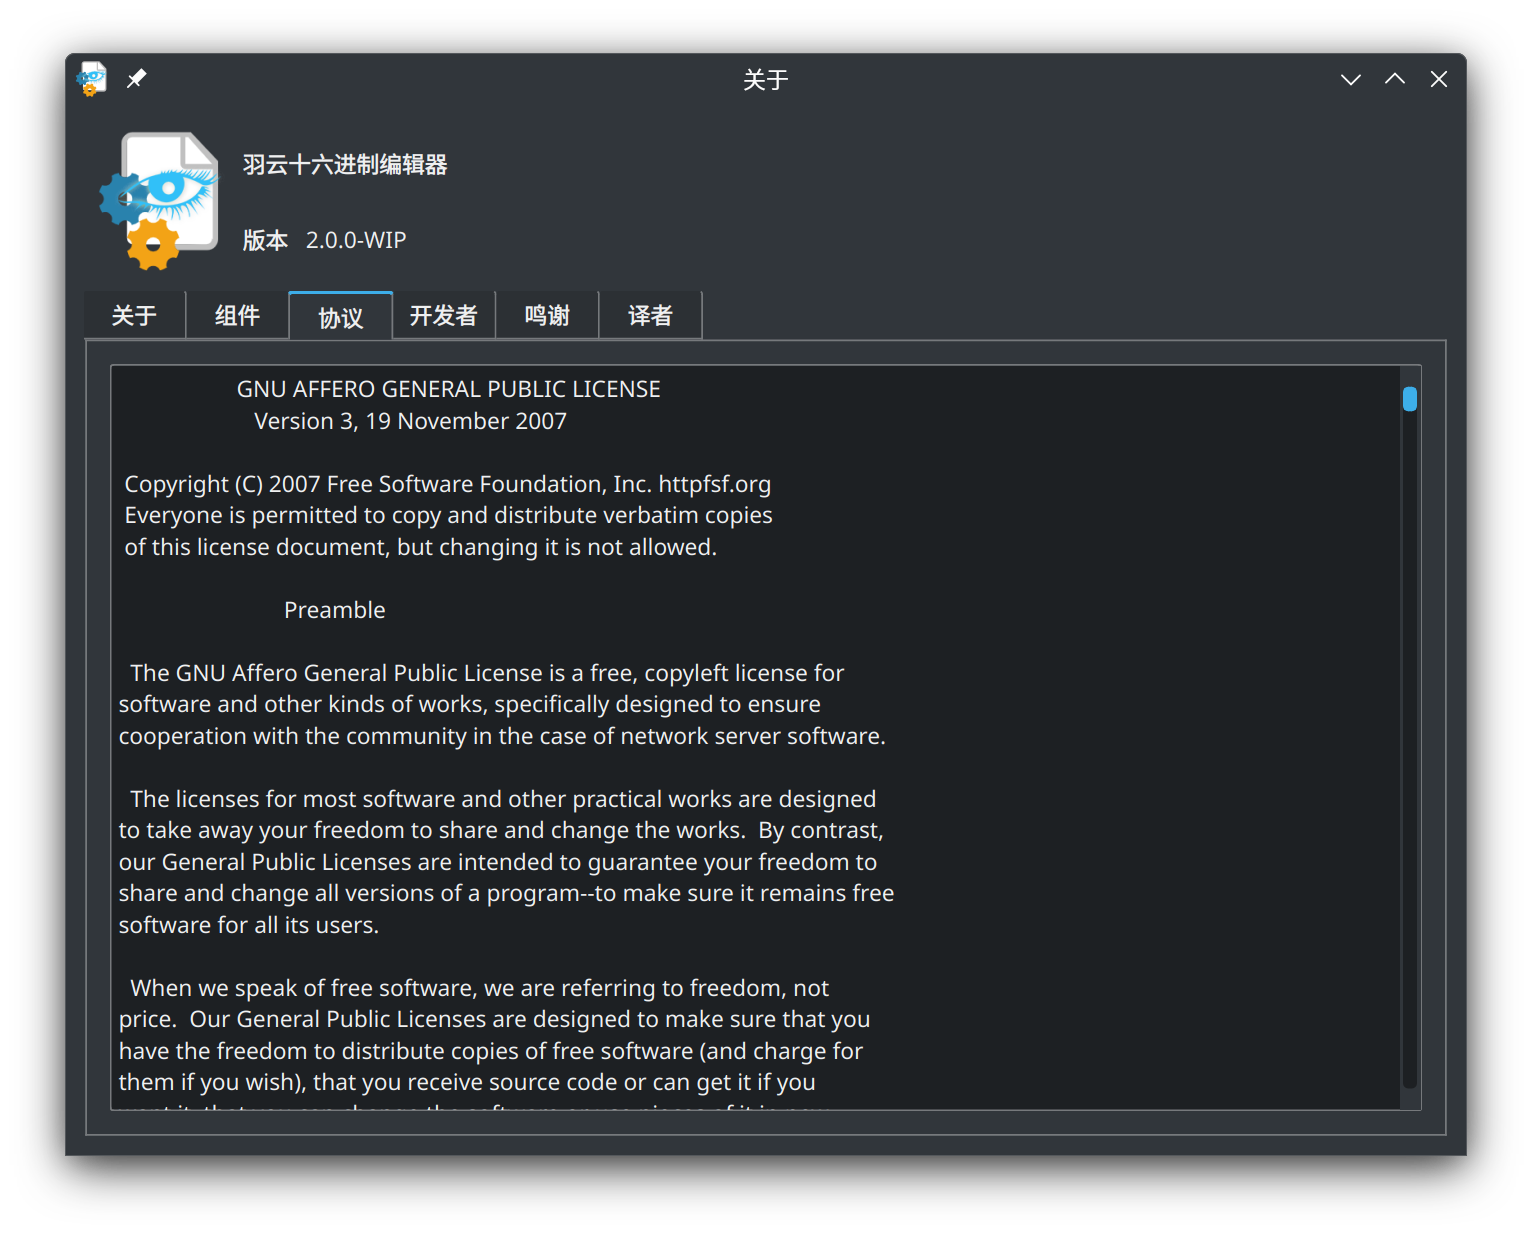 关于
羽云十六进制编辑器
版本 2.0.0-WIP
关于 组件 协议 开发者 鸣谢 译者
GNU AFFERO GENERAL PUBLIC LICENSE
Version 3, 19 November 2007
Copyright (C) 2007 Free Software Foundation, Inc. httpfsf.org
Everyone is permitted to copy and distribute verbatim copies
of this license document, but changing it is not allowed.
Preamble
The GNU Affero General Public License is a free, copyleft license for
software and other kinds of works, specifically designed to ensure
cooperation with the community in the case of network server software.
The licenses for most software and other practical works are designed
to take away your freedom to share and change the works.  By contrast,
our General Public Licenses are intended to guarantee your freedom to
share and change all versions of a program--to make sure it remains free
software for all its users.
When we speak of free software, we are referring to freedom, not
price.  Our General Public Licenses are designed to make sure that you
have the freedom to distribute copies of free software (and charge for
them if you wish), that you receive source code or can get it if you